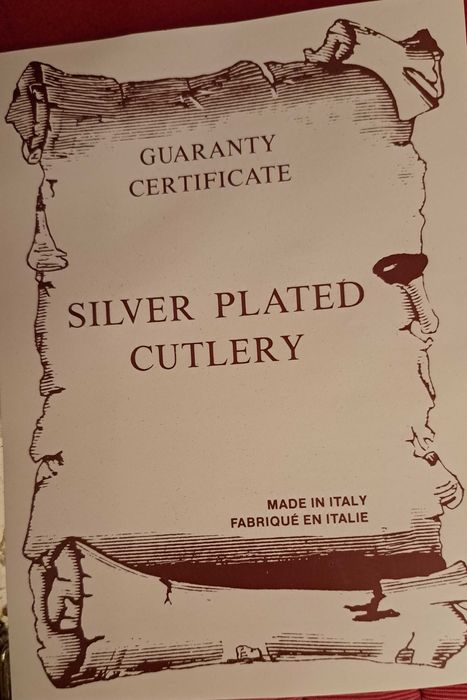 GUARANTY
CERTIFICATE
SILVER PLATED
CUTLERY
MADE IN ITALY
FABRIQUÉ EN ITALIE